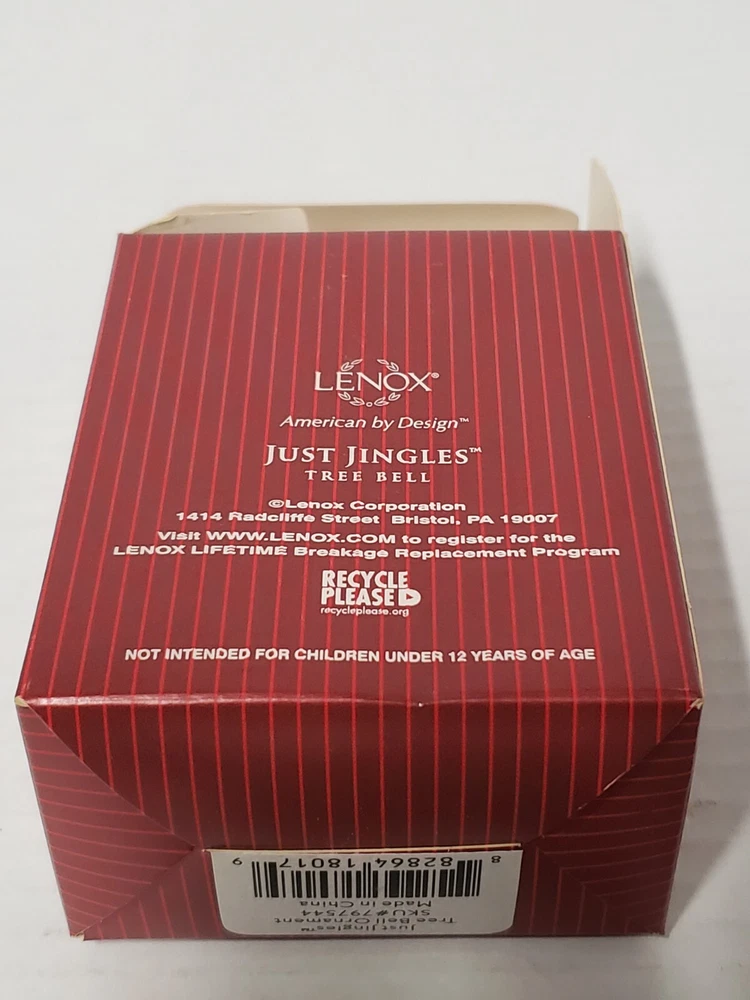 LENOX®
American by Design™
JUST JINGLES™
TREE BELL
©Lenox Corporation
1414 Radcliffe Street Bristol, PA 19007
Visit WWW.LENOX.COM to register for the
LENOX LIFETIME Breakage Replacement Program
RECYCLE
PLEASE
recycleplease.org
NOT INTENDED FOR CHILDREN UNDER 12 YEARS OF AGE
Just Jingles™
Tree Bell Ornament
SKU#797544
Made in China
8 82864 18017 9